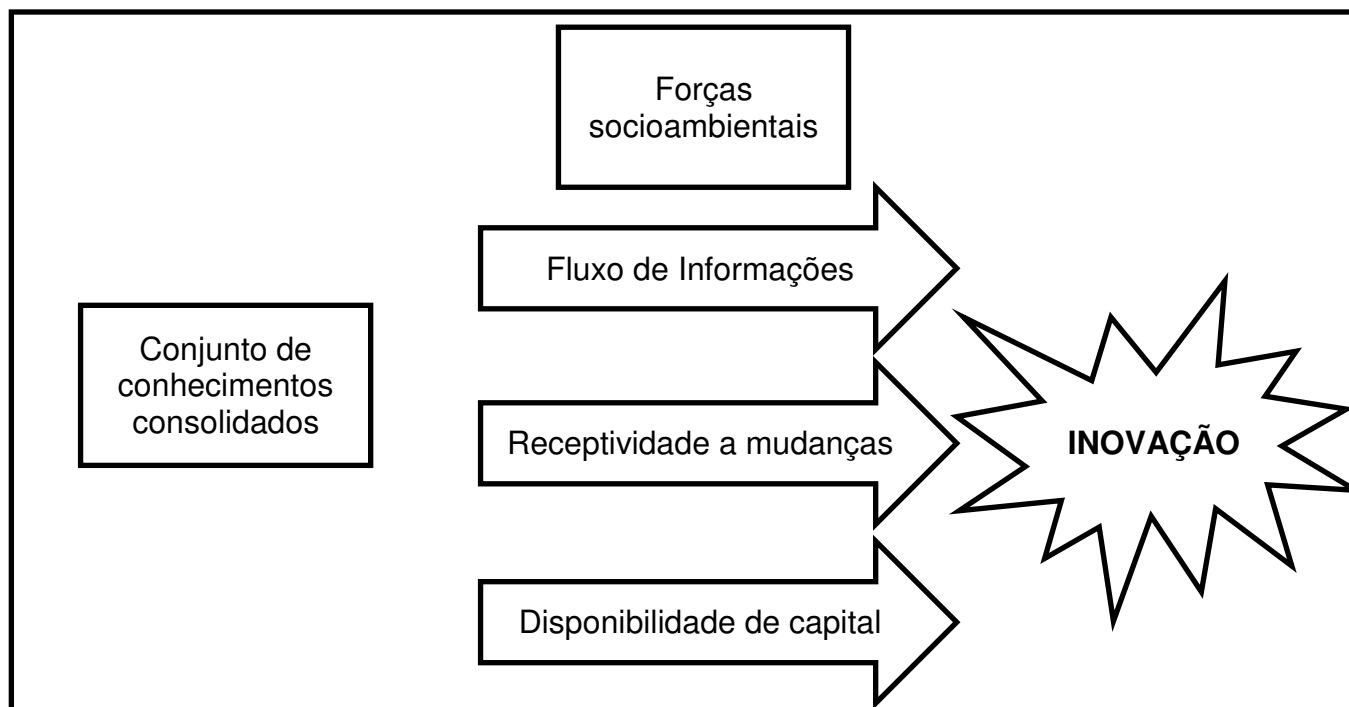 Forças
socioambientais
Fluxo de Informações
Conjunto de
conhecimentos
consolidados
Receptividade a mudanças
INOVAÇÃO
Disponibilidade de capital